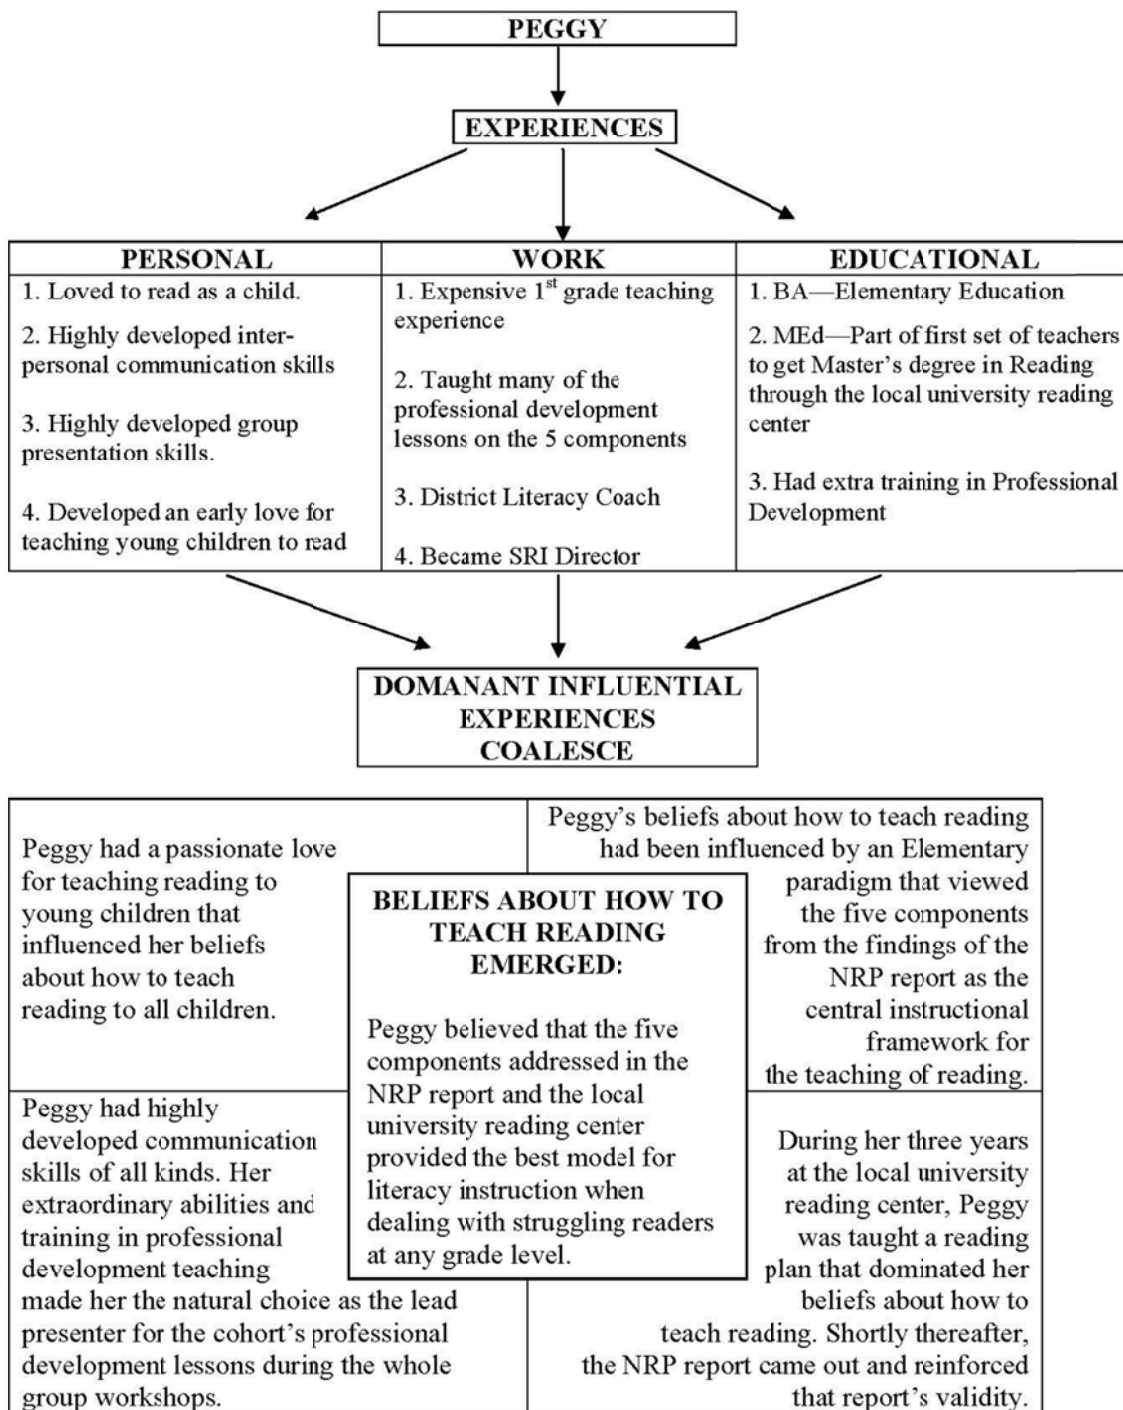 PEGGY
EXPERIENCES
PERSONAL
1. Loved to read as a child.
2. Highly developed inter-
personal communication skills
3. Highly developed group
presentation skills.
4. Developed an early love for
teaching young children to read
WORK
1. Expensive 1st grade teaching
experience
2. Taught many of the
professional development
lessons on the 5 components
3. District Literacy Coach
4. Became SRI Director
EDUCATIONAL
1. BA—Elementary Education
2. MEd—Part of first set of teachers
to get Master's degree in Reading
through the local university reading
center
3. Had extra training in Professional
Development
DOMANANT INFLUENTIAL
EXPERIENCES
COALESCE
Peggy had a passionate love
for teaching reading to
young children that
influenced her beliefs
about how to teach
reading to all children.
Peggy's beliefs about how to teach reading
had been influenced by an Elementary
paradigm that viewed
the five components
from the findings of the
NRP report as the
central instructional
framework for
the teaching of reading.
BELIEFS ABOUT HOW TO
TEACH READING
EMERGED:
Peggy believed that the five
components addressed in the
NRP report and the local
university reading center
provided the best model for
literacy instruction when
dealing with struggling readers
at any grade level.
Peggy had highly
developed communication
skills of all kinds. Her
extraordinary abilities and
training in professional
development teaching
made her the natural choice as the lead
presenter for the cohort's professional
development lessons during the whole
group workshops.
During her three years
at the local university
reading center, Peggy
was taught a reading
plan that dominated her
beliefs about how to
teach reading. Shortly thereafter,
the NRP report came out and reinforced
that report's validity.